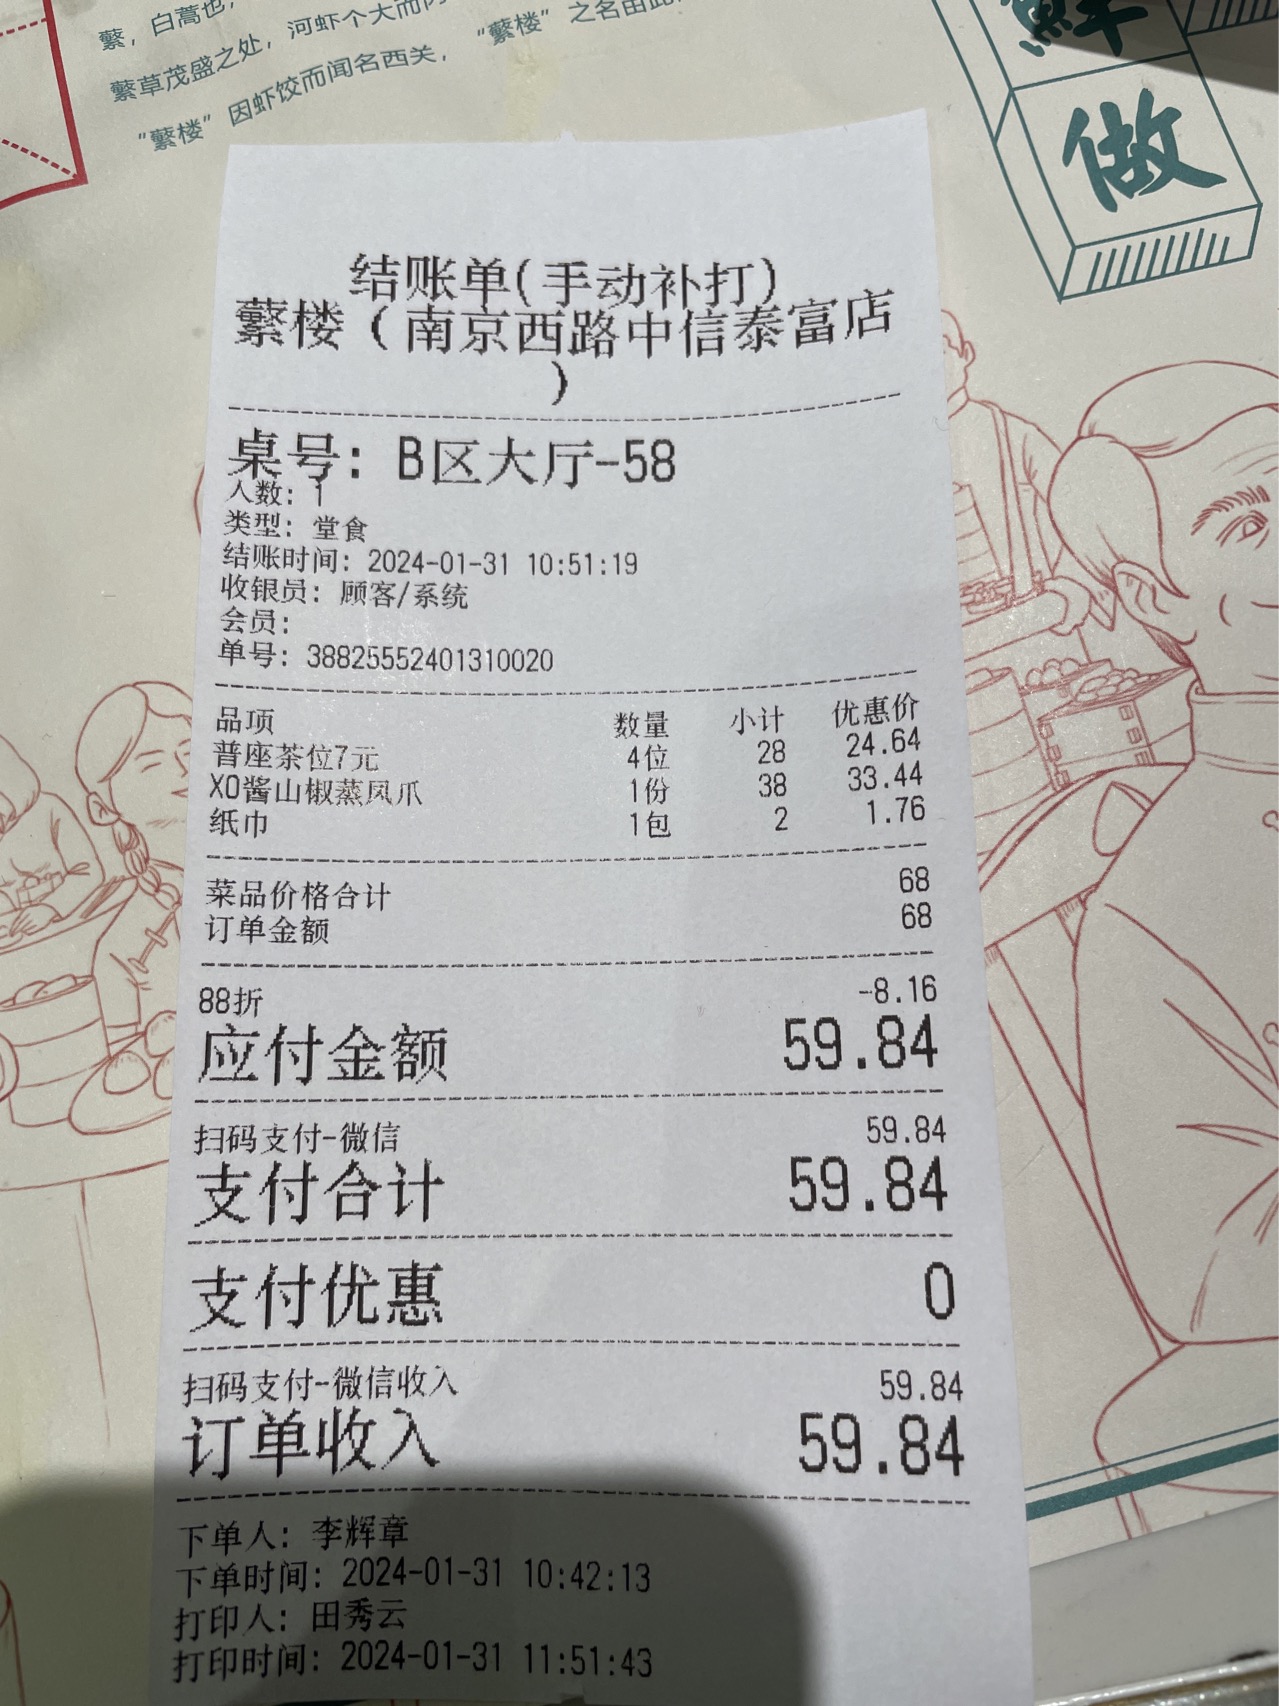 蘩，白蒿也，
蘩草茂盛之处，河虾个大而
“蘩楼”因虾饺而闻名西关，“蘩楼”之名由此
鲜
做
结账单(手动补打)
蘩楼（南京西路中信泰富店
）
桌号: B区大厅-58
人数: 1
类型: 堂食
结账时间: 2024-01-31 10:51:19
收银员: 顾客/系统
会员:
单号: 38825552401310020
品项 数量 小计 优惠价
普座茶位7元 4位 28 24.64
XO酱山椒蒸凤爪 1份 38 33.44
纸巾 1包 2 1.76
菜品价格合计 68
订单金额 68
88折 -8.16
应付金额 59.84
扫码支付-微信 59.84
支付合计 59.84
支付优惠 0
扫码支付-微信收入 59.84
订单收入 59.84
下单人: 李辉章
下单时间: 2024-01-31 10:42:13
打印人: 田秀云
打印时间: 2024-01-31 11:51:43